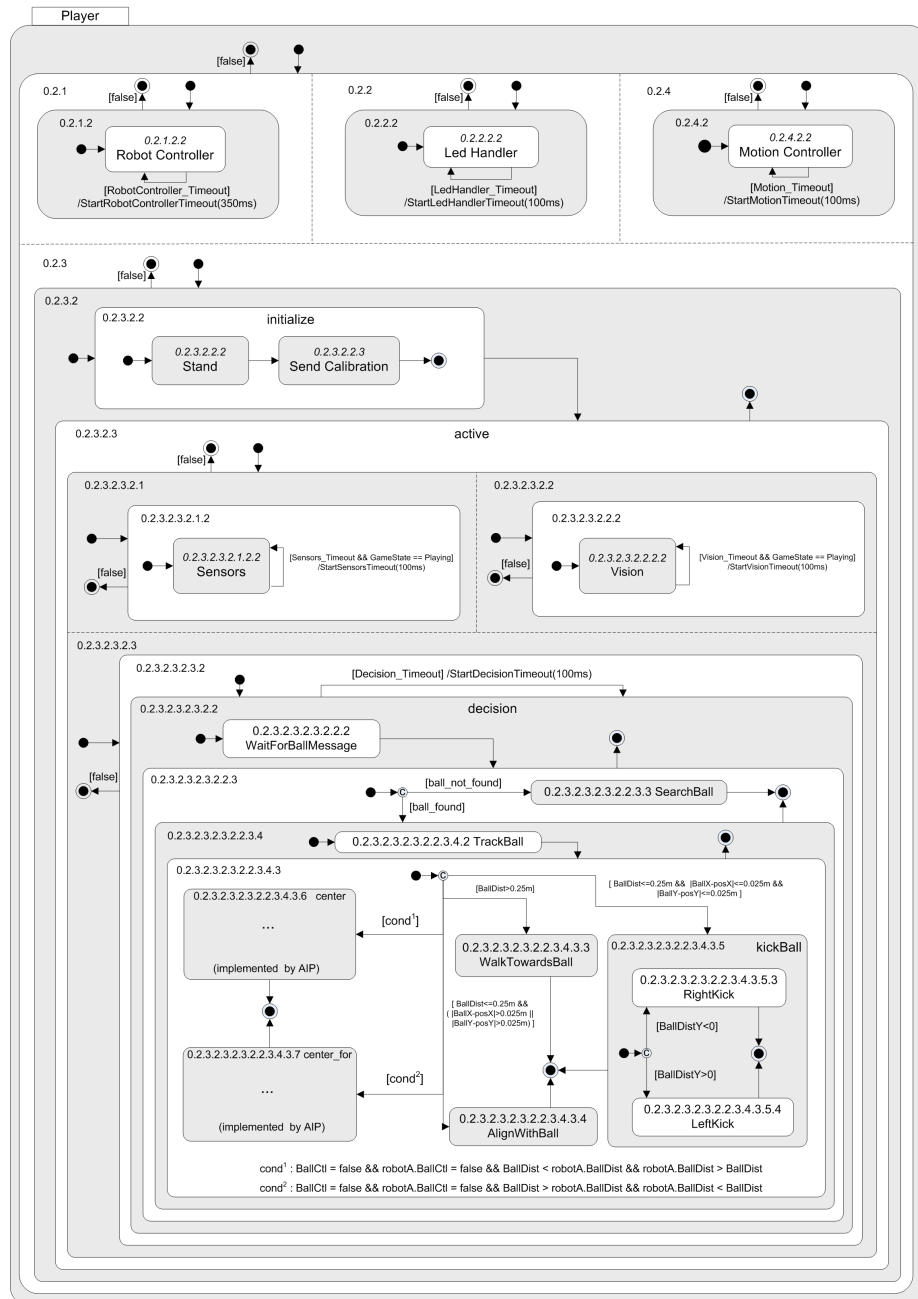 Player
[false]
0.2.1
[false]
0.2.1.2
0.2.1.2.2
Robot Controller
[RobotController_Timeout]
/StartRobotControllerTimeout(350ms)
0.2.2
[false]
0.2.2.2
0.2.2.2.2
Led Handler
[LedHandler_Timeout]
/StartLedHandlerTimeout(100ms)
0.2.4
[false]
0.2.4.2
0.2.4.2.2
Motion Controller
[Motion_Timeout]
/StartMotionTimeout(100ms)
0.2.3
[false]
0.2.3.2
0.2.3.2.2
initialize
0.2.3.2.2.2
Stand
0.2.3.2.2.3
Send Calibration
0.2.3.2.3
active
[false]
0.2.3.2.3.2.1
0.2.3.2.3.2.1.2
0.2.3.2.3.2.1.2.2
Sensors
[Sensors_Timeout && GameState == Playing]
/StartSensorsTimeout(100ms)
[false]
0.2.3.2.3.2.2
0.2.3.2.3.2.2.2
0.2.3.2.3.2.2.2.2
Vision
[Vision_Timeout && GameState == Playing]
/StartVisionTimeout(100ms)
[false]
0.2.3.2.3.2.3
0.2.3.2.3.2.3.2
[Decision_Timeout] /StartDecisionTimeout(100ms)
0.2.3.2.3.2.3.2.2
decision
0.2.3.2.3.2.3.2.2.2
WaitForBallMessage
[false]
0.2.3.2.3.2.3.2.2.3
[ball_not_found]
0.2.3.2.3.2.3.2.2.3.3 SearchBall
[ball_found]
0.2.3.2.3.2.3.2.2.3.4
0.2.3.2.3.2.3.2.2.3.4.2 TrackBall
0.2.3.2.3.2.3.2.2.3.4.3
[BallDist>0.25m]
[ BallDist<=0.25m && |BallX-posX|<=0.025m &&
|BallY-posY|<=0.025m ]
0.2.3.2.3.2.3.2.2.3.4.3.6 center
...
(implemented by AIP)
[cond1]
0.2.3.2.3.2.3.2.2.3.4.3.3
WalkTowardsBall
[ BallDist<=0.25m &&
( |BallX-posX|>0.025m ||
|BallY-posY|>0.025m) ]
0.2.3.2.3.2.3.2.2.3.4.3.5
kickBall
0.2.3.2.3.2.3.2.2.3.4.3.5.3
RightKick
[BallDistY<0]
[BallDistY>0]
0.2.3.2.3.2.3.2.2.3.4.3.5.4
LeftKick
0.2.3.2.3.2.3.2.2.3.4.3.7 center_for
...
(implemented by AIP)
[cond2]
0.2.3.2.3.2.3.2.2.3.4.3.4
AlignWithBall
cond1 : BallCtl = false && robotA.BallCtl = false && BallDist < robotA.BallDist && robotA.BallDist > BallDist
cond2 : BallCtl = false && robotA.BallCtl = false && BallDist > robotA.BallDist && robotA.BallDist < BallDist